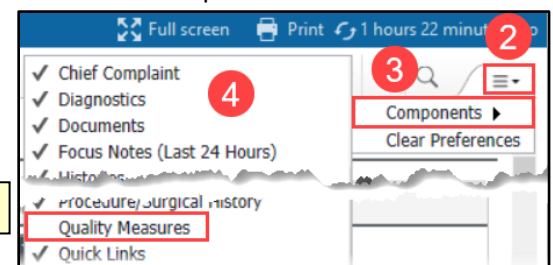 Full screen Print 1 hours 22 minut
2
✓ Chief Complaint
3
✓ Diagnostics
4
Components ▶
✓ Documents
Clear Preferences
✓ Focus Notes (Last 24 Hours)
✓ Procedure/Surgical History
Quality Measures
✓ Quick Links